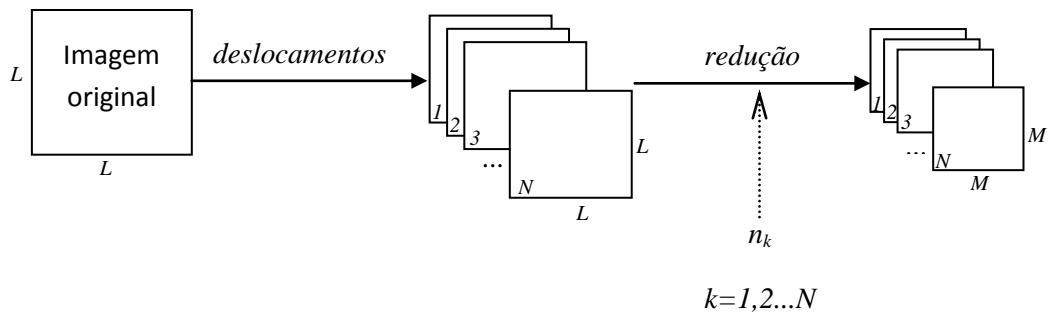 Imagem
original
L
L
deslocamentos
1
2
3
...
N
L
L
redução
n_k
k=1,2...N
1
2
3
...
N
M
M